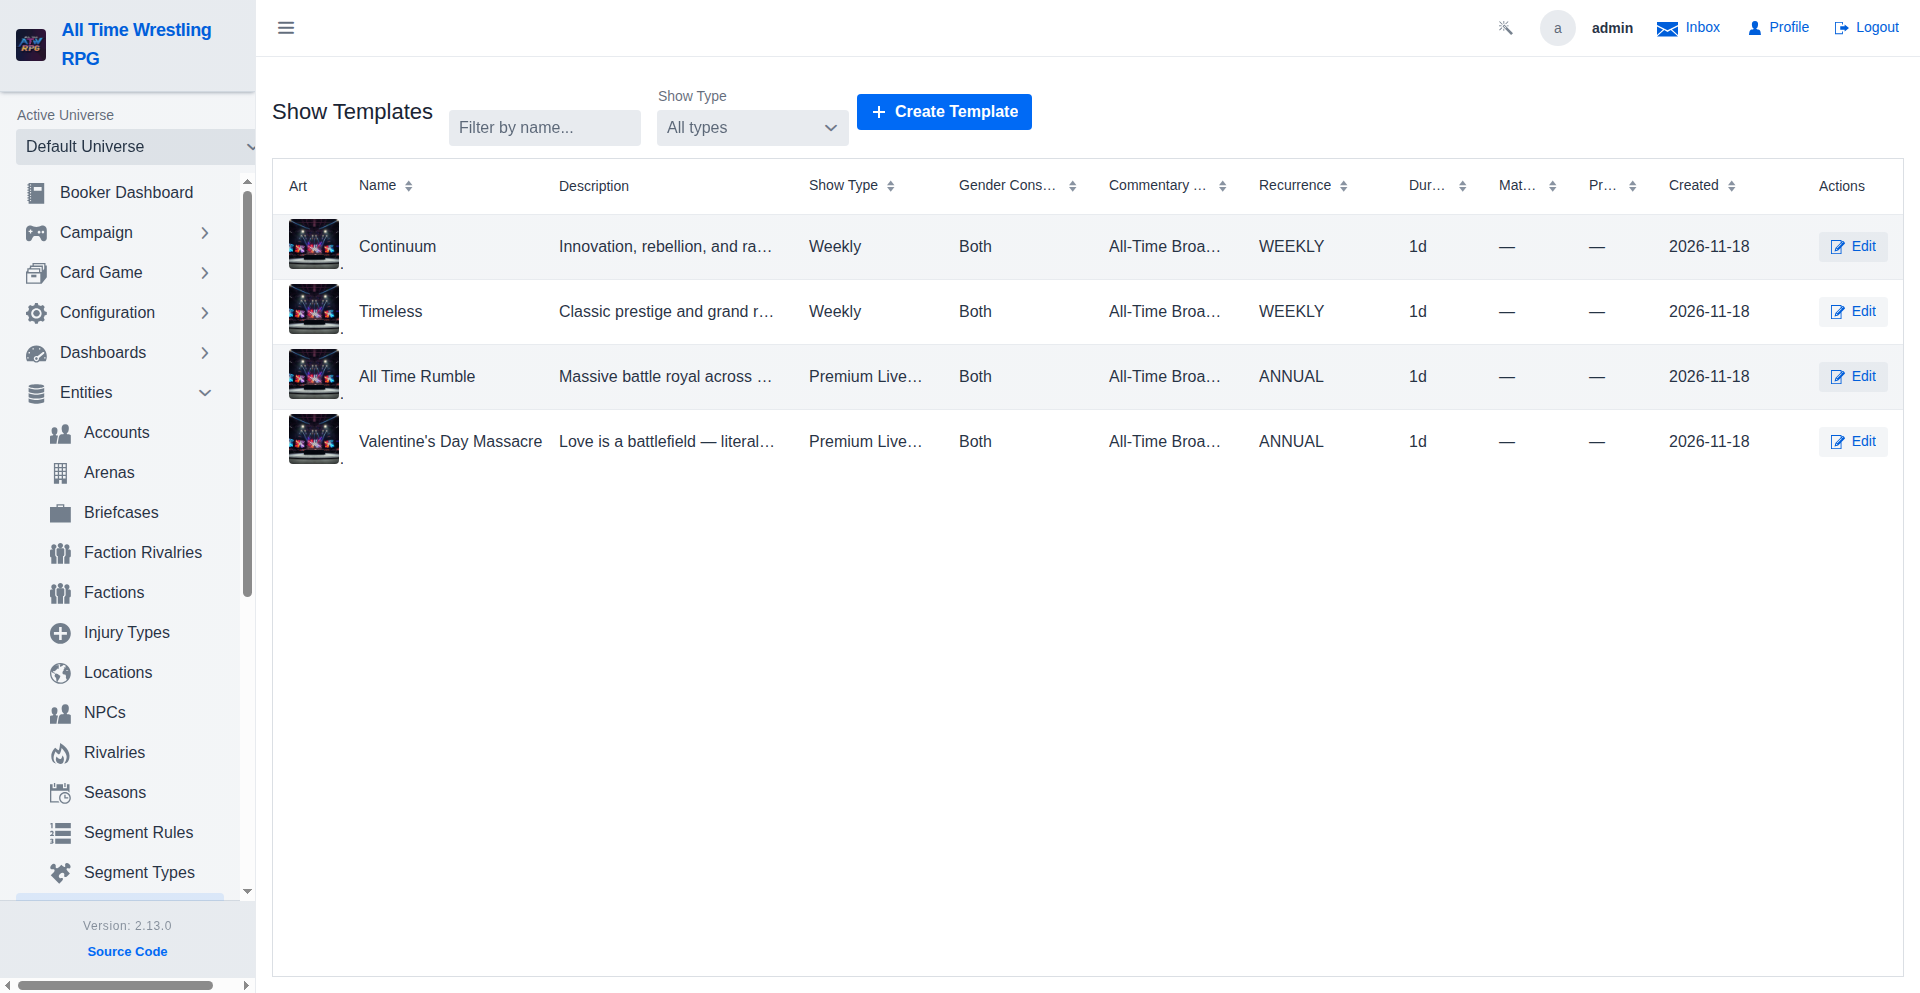 All Time Wrestling
RPG
admin
a
Inbox
Profile
Logout
Active Universe
Default Universe
Booker Dashboard
Campaign
Card Game
Configuration
Dashboards
Entities
Accounts
Arenas
Briefcases
Faction Rivalries
Factions
Injury Types
Locations
NPCs
Rivalries
Seasons
Segment Rules
Segment Types
Version: 2.13.0
Source Code
Show Templates
Filter by name...
Show Type
All types
Create Template
Art Name Description Show Type Gender Cons... Commentary ... Recurrence Dur... Mat... Pr... Created Actions
Continuum Innovation, rebellion, and ra... Weekly Both All-Time Broa... WEEKLY 1d — — 2026-11-18 Edit
Timeless Classic prestige and grand r... Weekly Both All-Time Broa... WEEKLY 1d — — 2026-11-18 Edit
All Time Rumble Massive battle royal across ... Premium Live... Both All-Time Broa... ANNUAL 1d — — 2026-11-18 Edit
Valentine's Day Massacre Love is a battlefield — literal... Premium Live... Both All-Time Broa... ANNUAL 1d — — 2026-11-18 Edit